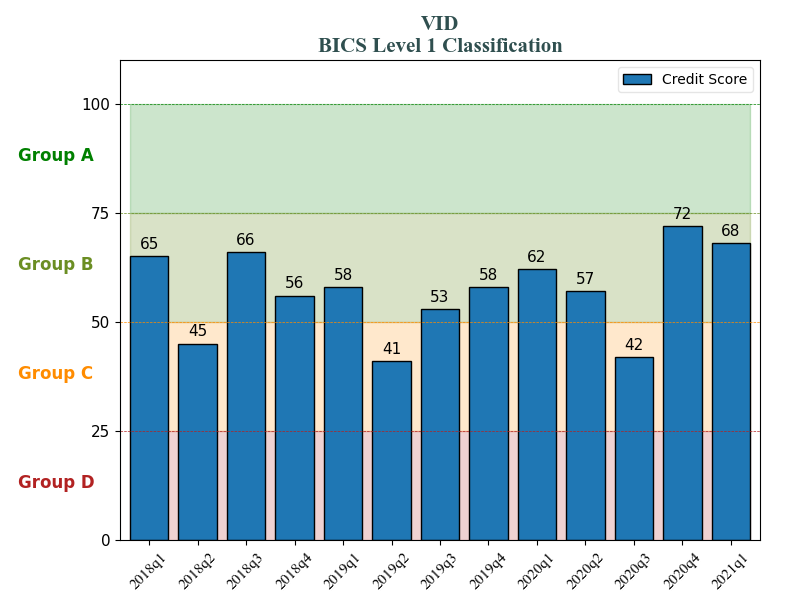 VID
BICS Level 1 Classification
Credit Score
100
Group A
75
72
68
66
65
62
Group B
58
58
57
56
53
50
45
42
41
Group C
25
Group D
0
2018q1
2018q2
2018q3
2018q4
2019q1
2019q2
2019q3
2019q4
2020q1
2020q2
2020q3
2020q4
2021q1